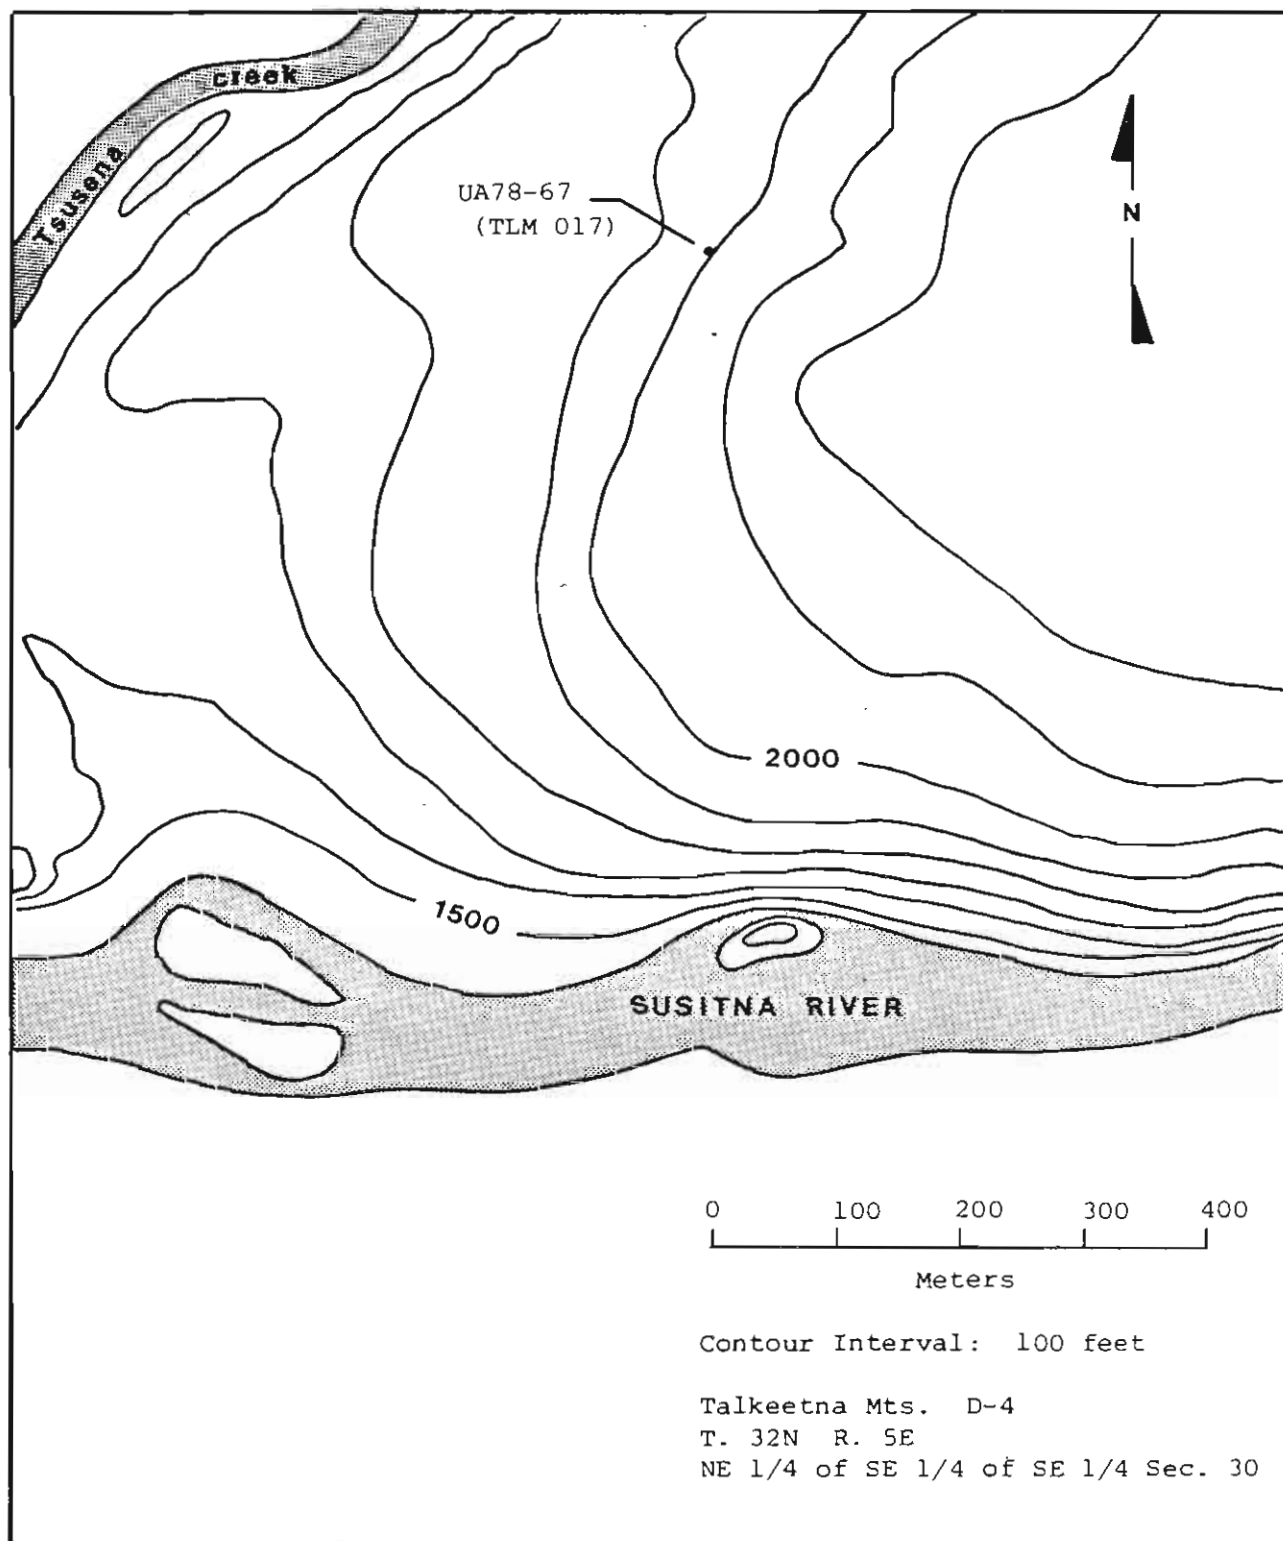 Creek
Tsusena
UA78-67
(TLM 017)
N
2000
1500
SUSITNA RIVER
0 100 200 300 400
Meters
Contour Interval: 100 feet
Talkeetna Mts. D-4
T. 32N R. 5E
NE 1/4 of SE 1/4 of SE 1/4 Sec. 30